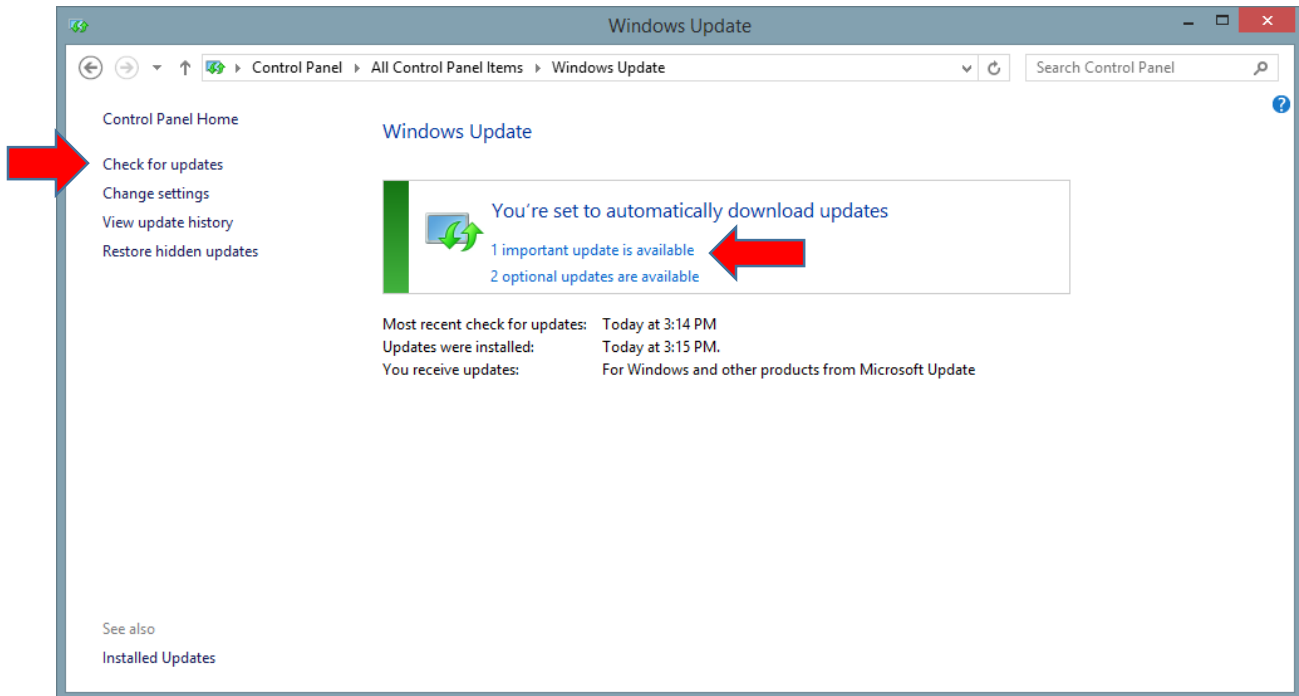 Windows Update
Control Panel All Control Panel Items Windows Update
Search Control Panel
Control Panel Home
Check for updates
Change settings
View update history
Restore hidden updates
Windows Update
You're set to automatically download updates
1 important update is available
2 optional updates are available
Most recent check for updates: Today at 3:14 PM
Updates were installed: Today at 3:15 PM.
You receive updates: For Windows and other products from Microsoft Update
See also
Installed Updates